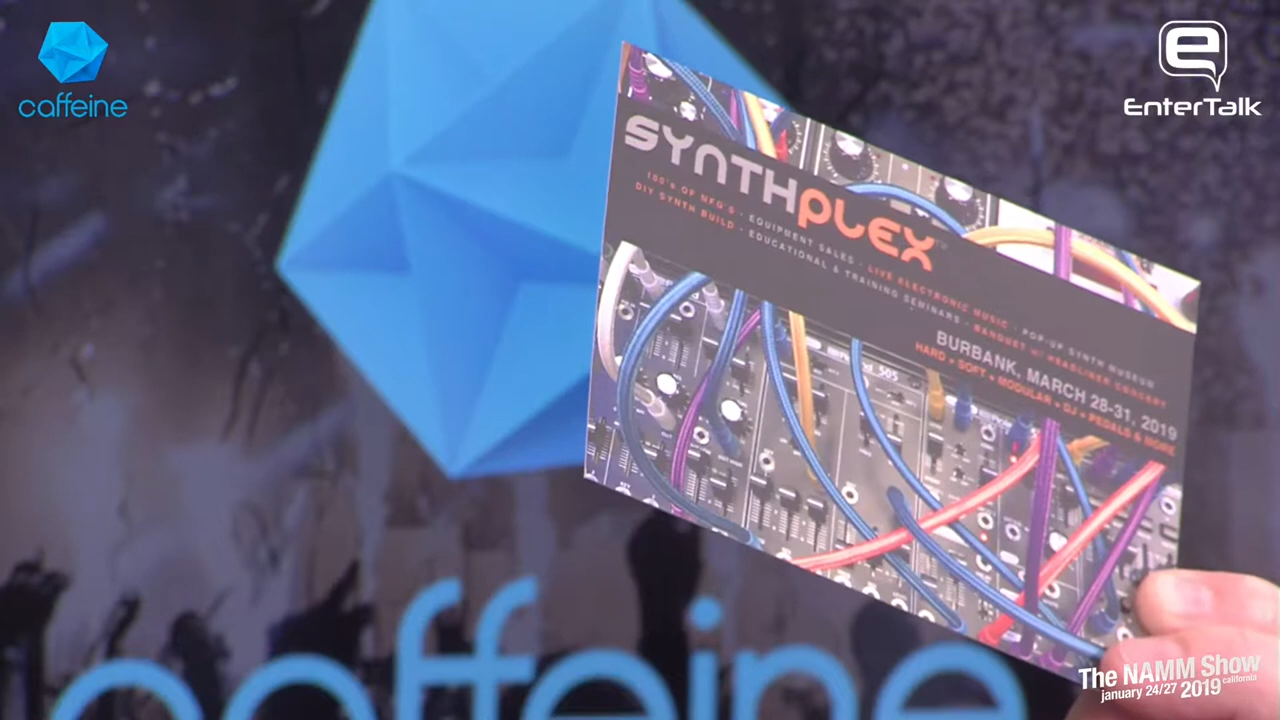 caffeine
EnterTalk
SYNTHPLEX
100's OF MFG'S · EQUIPMENT SALES · LIVE ELECTRONIC MUSIC · POP-UP SYNTH MUSEUM
DIY SYNTH BUILD · EDUCATIONAL & TRAINING SEMINARS · BANQUET W/ HEADLINER CONCERT
BURBANK, MARCH 28-31, 2019
HARD + SOFT + MODULAR + DJ + PEDALS & MORE
505
caffeine
The NAMM Show
california
january 24/27 2019